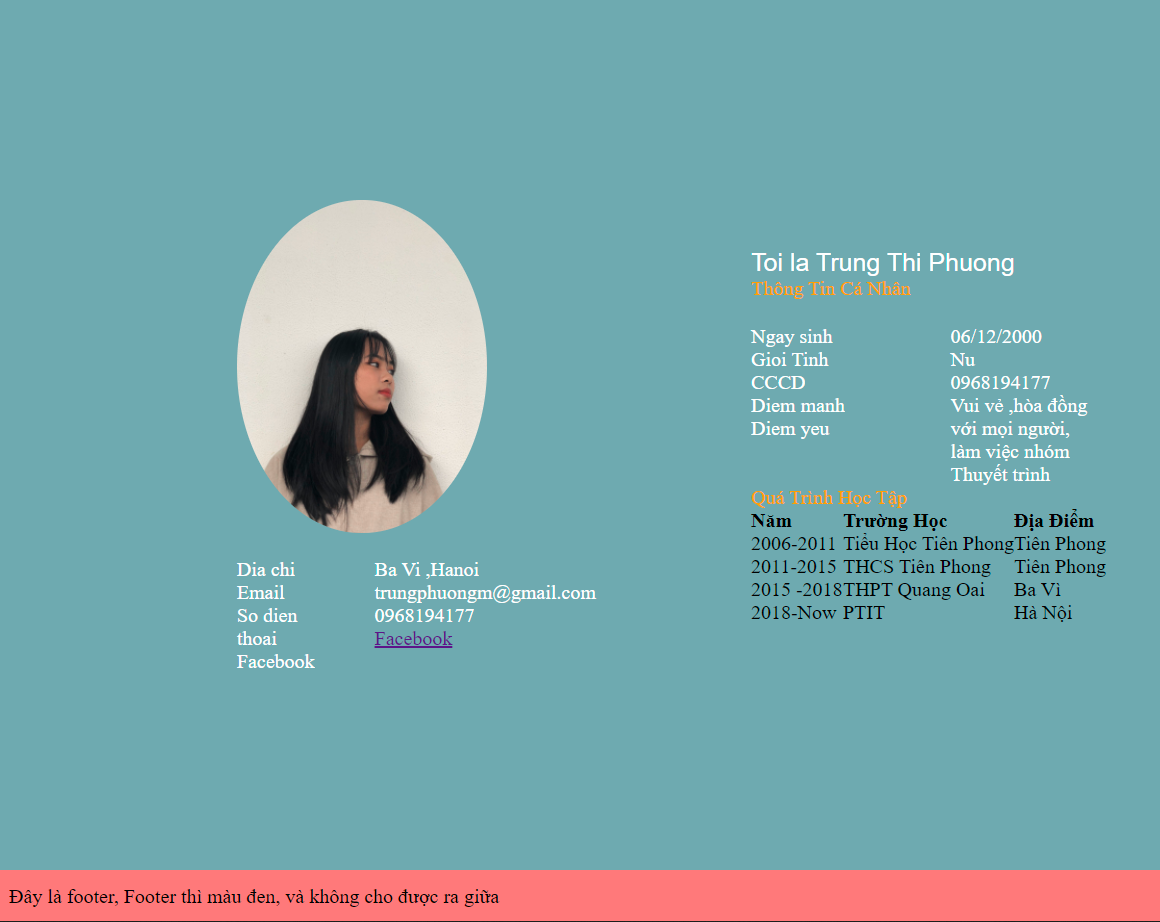 Toi la Trung Thi Phuong
Thông Tin Cá Nhân
Ngay sinh 06/12/2000
Gioi Tinh Nu
CCCD 0968194177
Diem manh Vui vẻ ,hòa đồng
Diem yeu với mọi người,
làm việc nhóm
Thuyết trình
Quá Trình Học Tập
Năm Trường Học Địa Điểm
2006-2011 Tiểu Học Tiên Phong Tiên Phong
2011-2015 THCS Tiên Phong Tiên Phong
2015 -2018 THPT Quang Oai Ba Vì
2018-Now PTIT Hà Nội
Dia chi Ba Vi ,Hanoi
Email trungphuongm@gmail.com
So dien 0968194177
thoai Facebook
Facebook
Đây là footer, Footer thì màu đen, và không cho được ra giữa